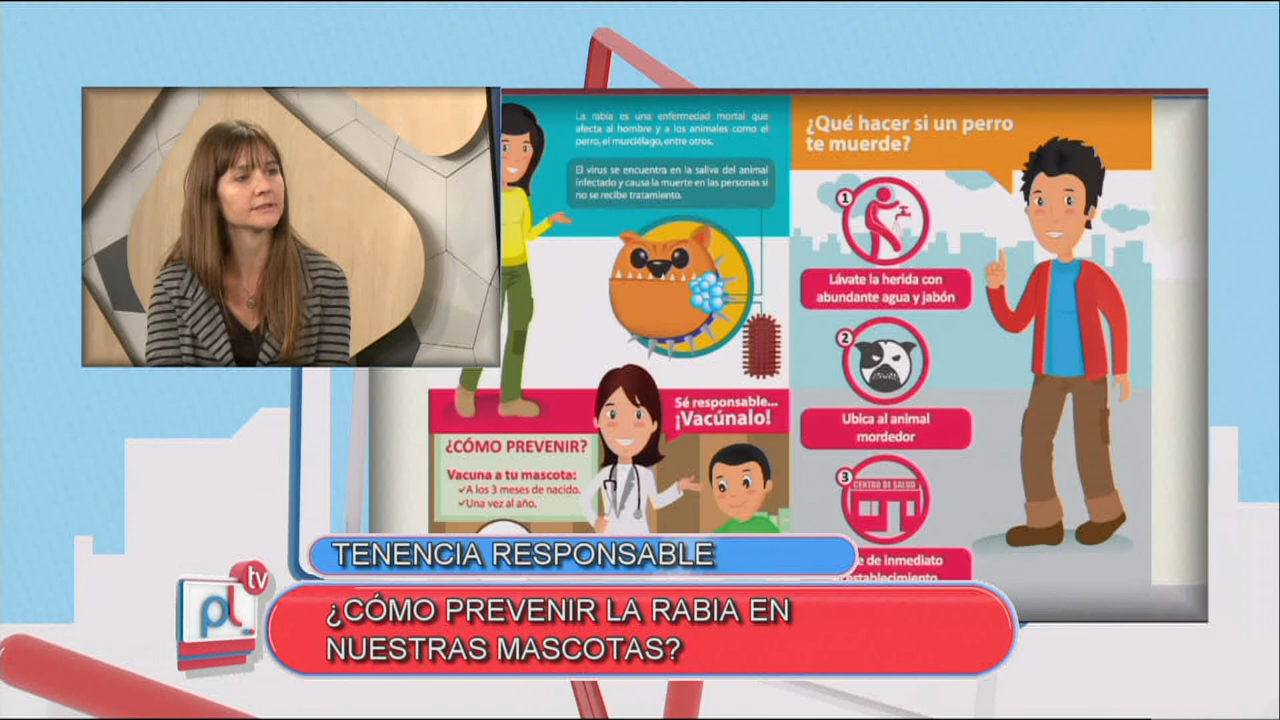 La rabia es una enfermedad mortal que
afecta al hombre y a los animales como el
perro, el murciélago, entre otros.
El virus se encuentra en la saliva del animal
infectado y causa la muerte en las personas si
no se recibe tratamiento.
Sé responsable...
¡Vacúnalo!
¿CÓMO PREVENIR?
Vacuna a tu mascota:
✓A los 3 meses de nacido.
✓Una vez al año.
¿Qué hacer si un perro
te muerde?
1
Lávate la herida con
abundante agua y jabón
2
Ubica al animal
mordedor
3
CENTRO DE SALUD
de inmediato
establecimiento
TENENCIA RESPONSABLE
¿CÓMO PREVENIR LA RABIA EN
NUESTRAS MASCOTAS?
pl tv